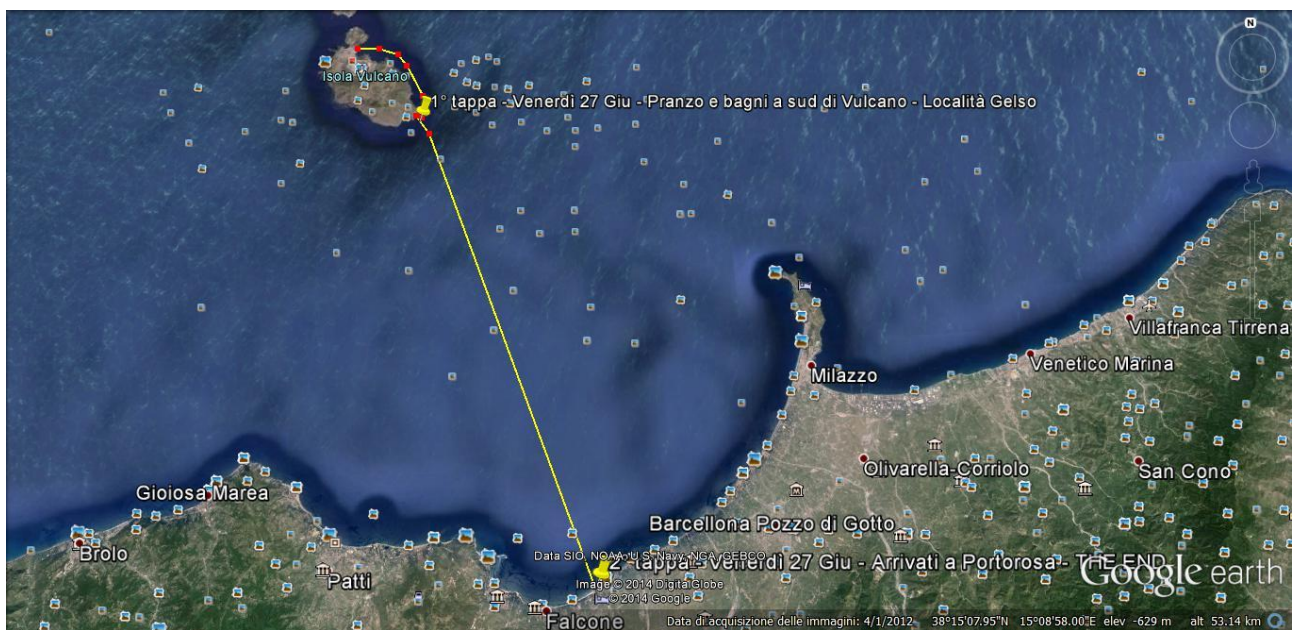 N
Isola Vulcano
1° tappa - Venerdì 27 Giu - Pranzo e bagni a sud di Vulcano - Località Gelso
Villafranca Tirrena
Venetico Marina
Milazzo
Olivarella-Corriolo
San Cono
Gioiosa Marea
Barcellona Pozzo di Gotto
Brolo
Data SIO, NOAA, U.S. Navy, NGA, GEBCO
2° tappa - Venerdì 27 Giu - Arrivati a Portorosa - THE END
Patti
Image © 2014 DigitalGlobe
© 2014 Google
Google earth
Falcone
Data di acquisizione delle immagini: 4/1/2012 38°15'07.95"N 15°08'58.00"E elev -629 m alt 53.14 km